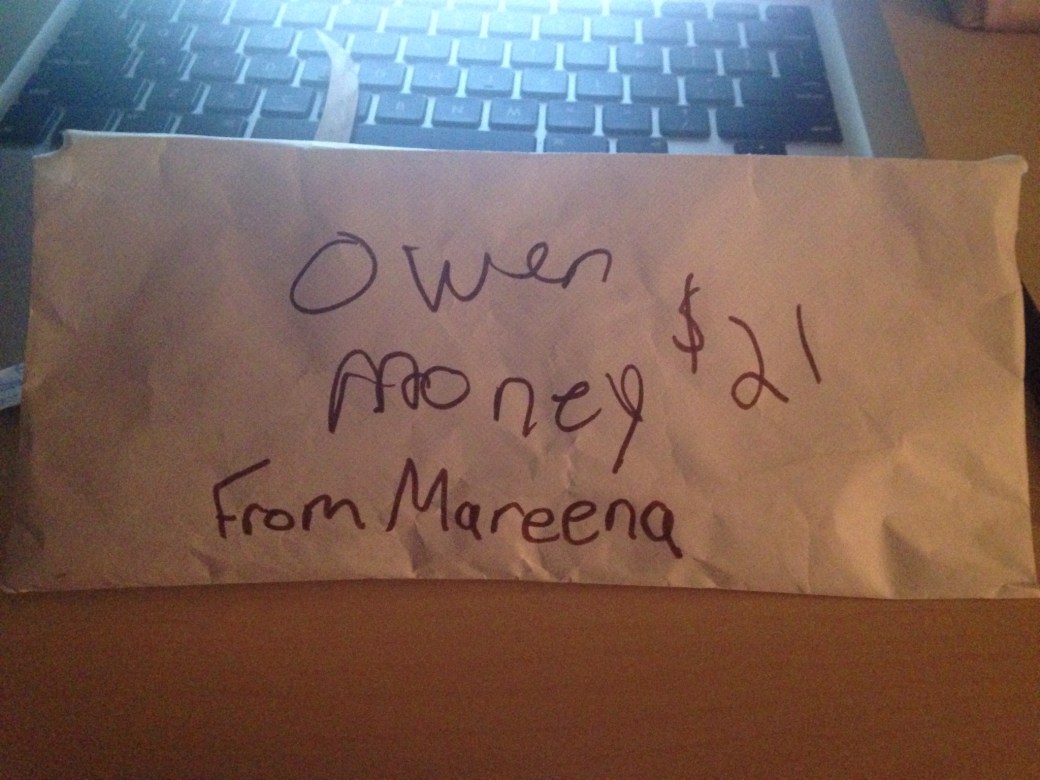 Owen
Money $21
From Mareena